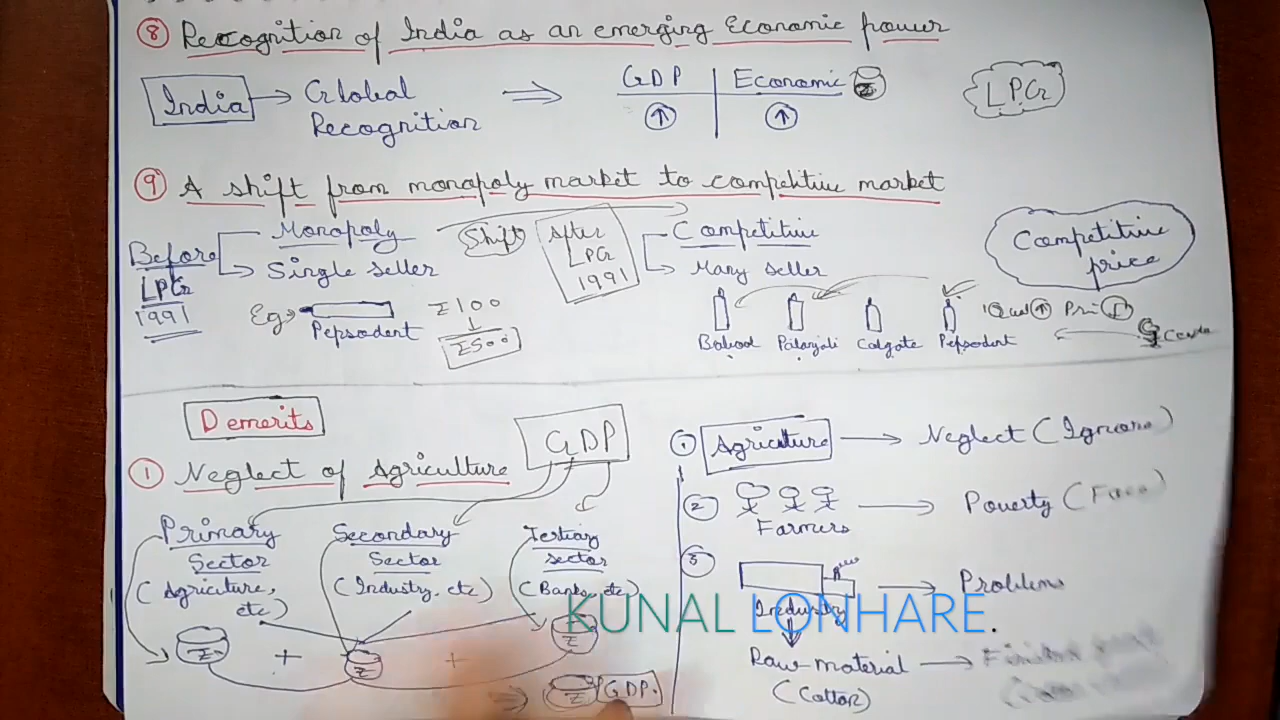 8 Recognition of India as an emerging Economic power
India → Global Recognition ⇒ GDP ↑ Economic ↑
LPG
9 A shift from monopoly market to competitive market
Before LPG 1991
Monopoly
Single seller
Shift
After LPG 1991
Competitive
Many seller
Competitive price
Eg → Pepsodent
₹100
↓
₹500
Babool Patanjali Colgate Pepsodent
Demerits
1 Neglect of Agriculture
GDP
Primary Sector (Agriculture, etc)
Secondary Sector (Industry, etc)
Tertiary sector (Banks, etc)
₹ + ₹ + ₹
⇒ ₹ GDP.
1 Agriculture → Neglect (Ignore)
2 Farmers → Poverty (Face)
3 Industry → Problem
↓
Raw material →
(Cotton)
KUNAL LONHARE.